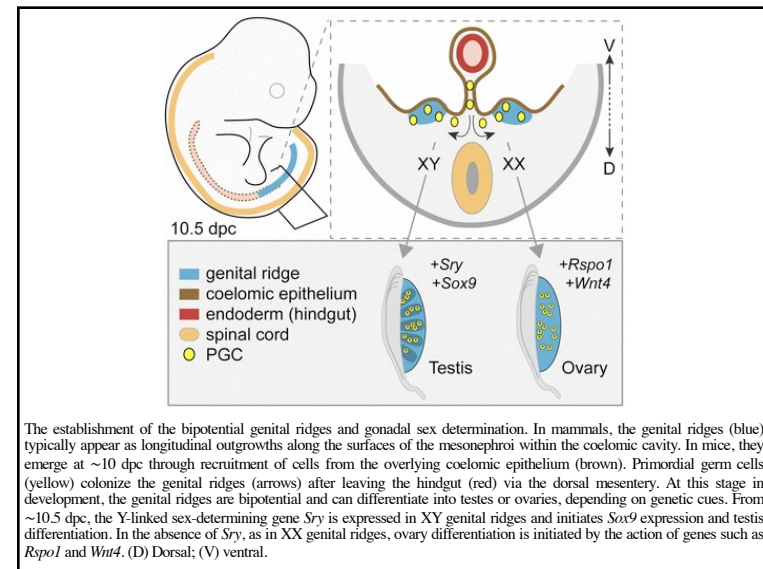 V
D
XY
XX
10.5 dpc
genital ridge
coelomic epithelium
endoderm (hindgut)
spinal cord
PGC
+Sry
+Sox9
Testis
+Rspo1
+Wnt4
Ovary
The establishment of the bipotential genital ridges and gonadal sex determination. In mammals, the genital ridges (blue)
typically appear as longitudinal outgrowths along the surfaces of the mesonephroi within the coelomic cavity. In mice, they
emerge at ~10 dpc through recruitment of cells from the overlying coelomic epithelium (brown). Primordial germ cells
(yellow) colonize the genital ridges (arrows) after leaving the hindgut (red) via the dorsal mesentery. At this stage in
development, the genital ridges are bipotential and can differentiate into testes or ovaries, depending on genetic cues. From
~10.5 dpc, the Y-linked sex-determining gene Sry is expressed in XY genital ridges and initiates Sox9 expression and testis
differentiation. In the absence of Sry, as in XX genital ridges, ovary differentiation is initiated by the action of genes such as
Rspo1 and Wnt4. (D) Dorsal; (V) ventral.